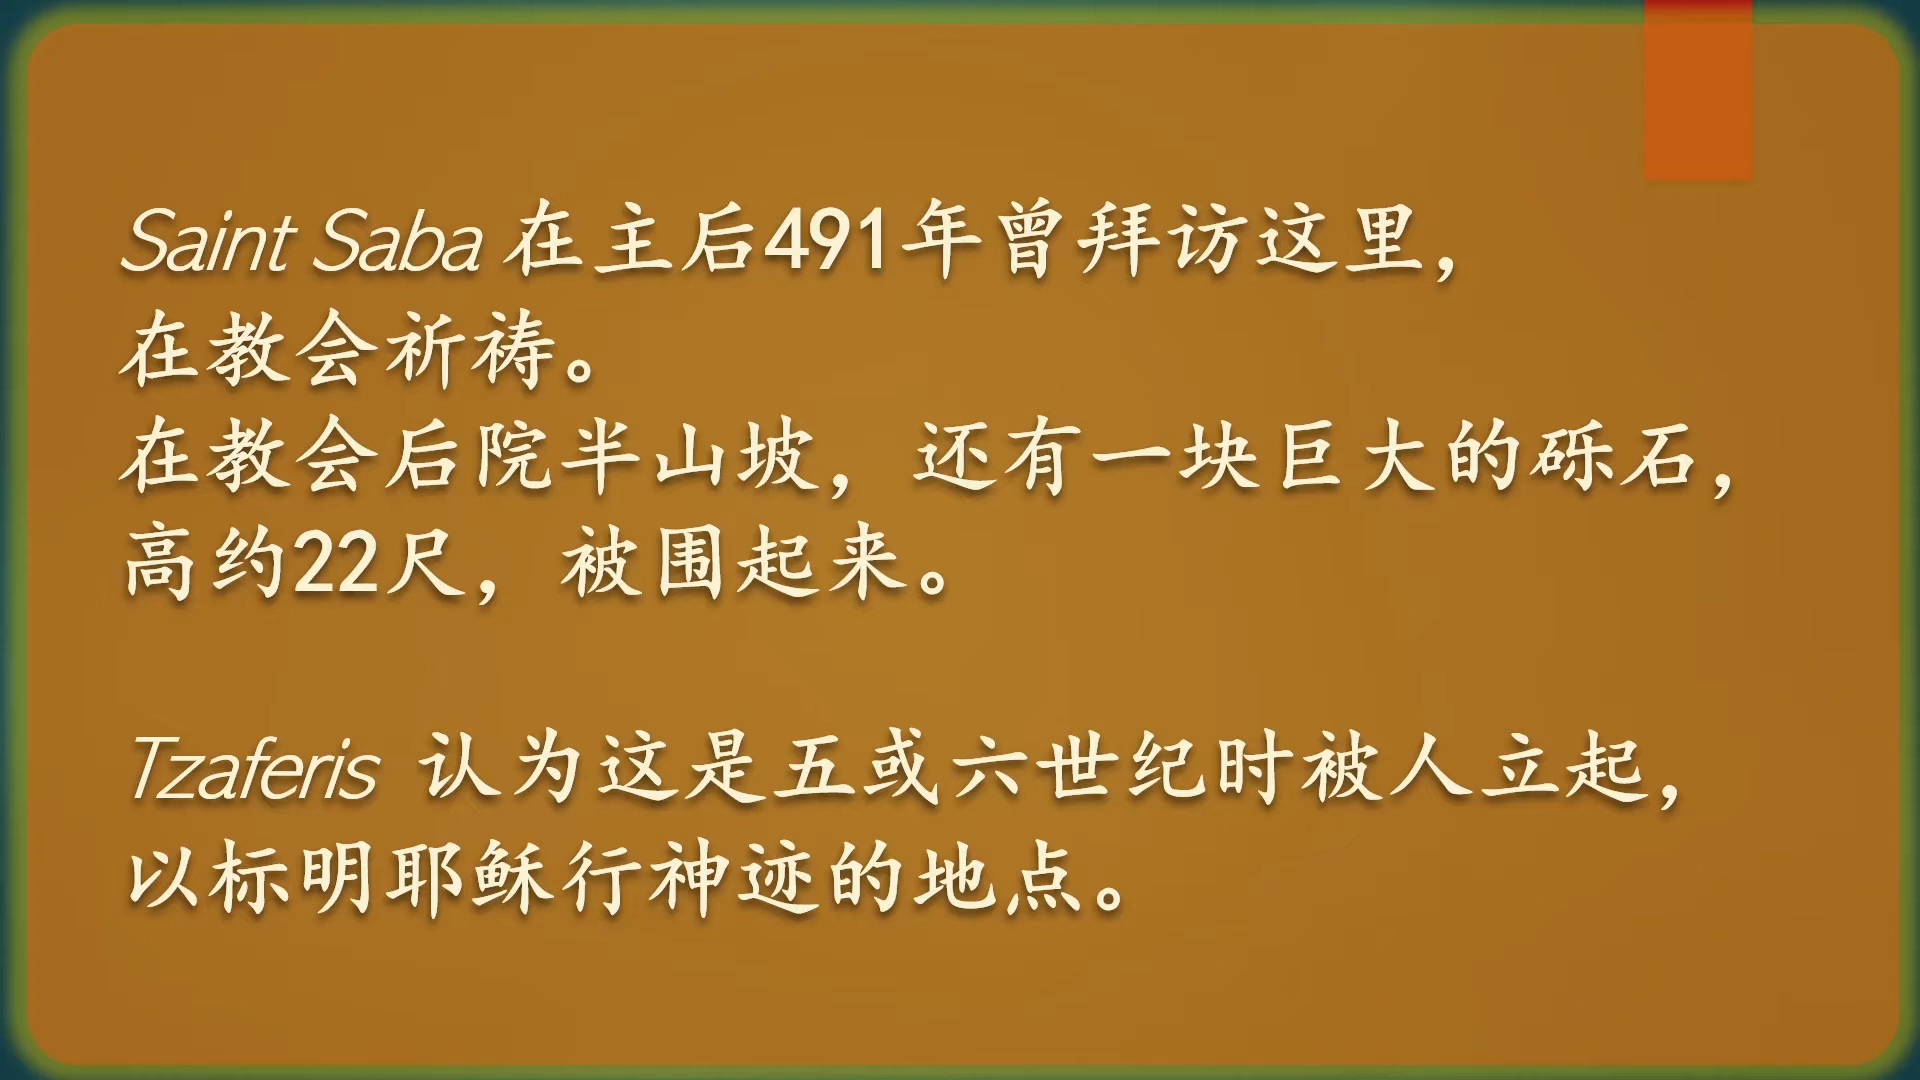 Saint Saba 在主后491年曾拜访这里，
在教会祈祷。
在教会后院半山坡，还有一块巨大的砾石，
高约22尺，被围起来。
Tzaferis 认为这是五或六世纪时被人立起，
以标明耶稣行神迹的地点。